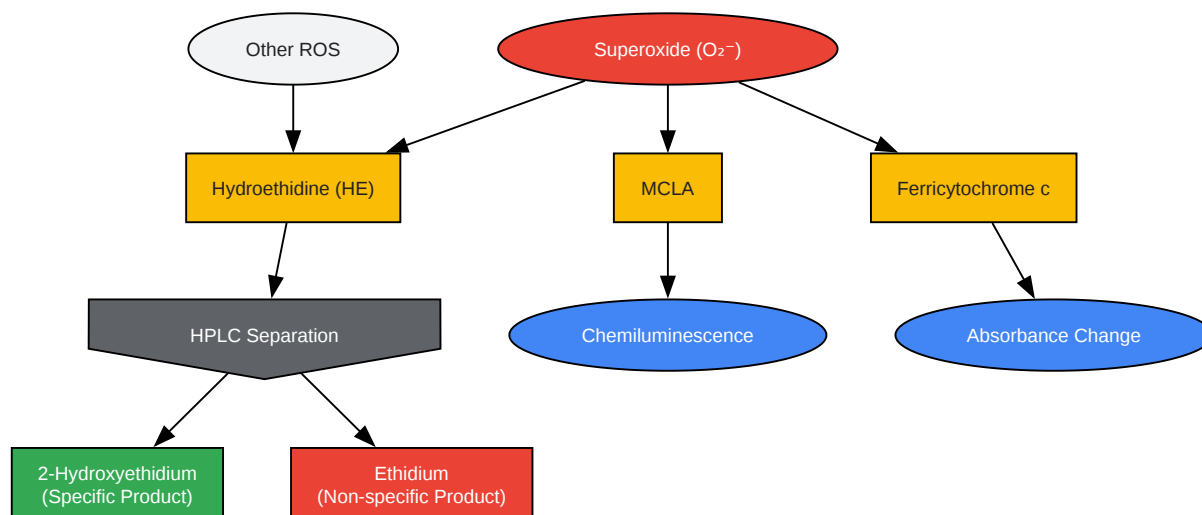 Other ROS
Superoxide (O₂⁻)
Hydroethidine (HE)
MCLA
Ferricytochrome c
HPLC Separation
Chemiluminescence
Absorbance Change
2-Hydroxyethidium
(Specific Product)
Ethidium
(Non-specific Product)